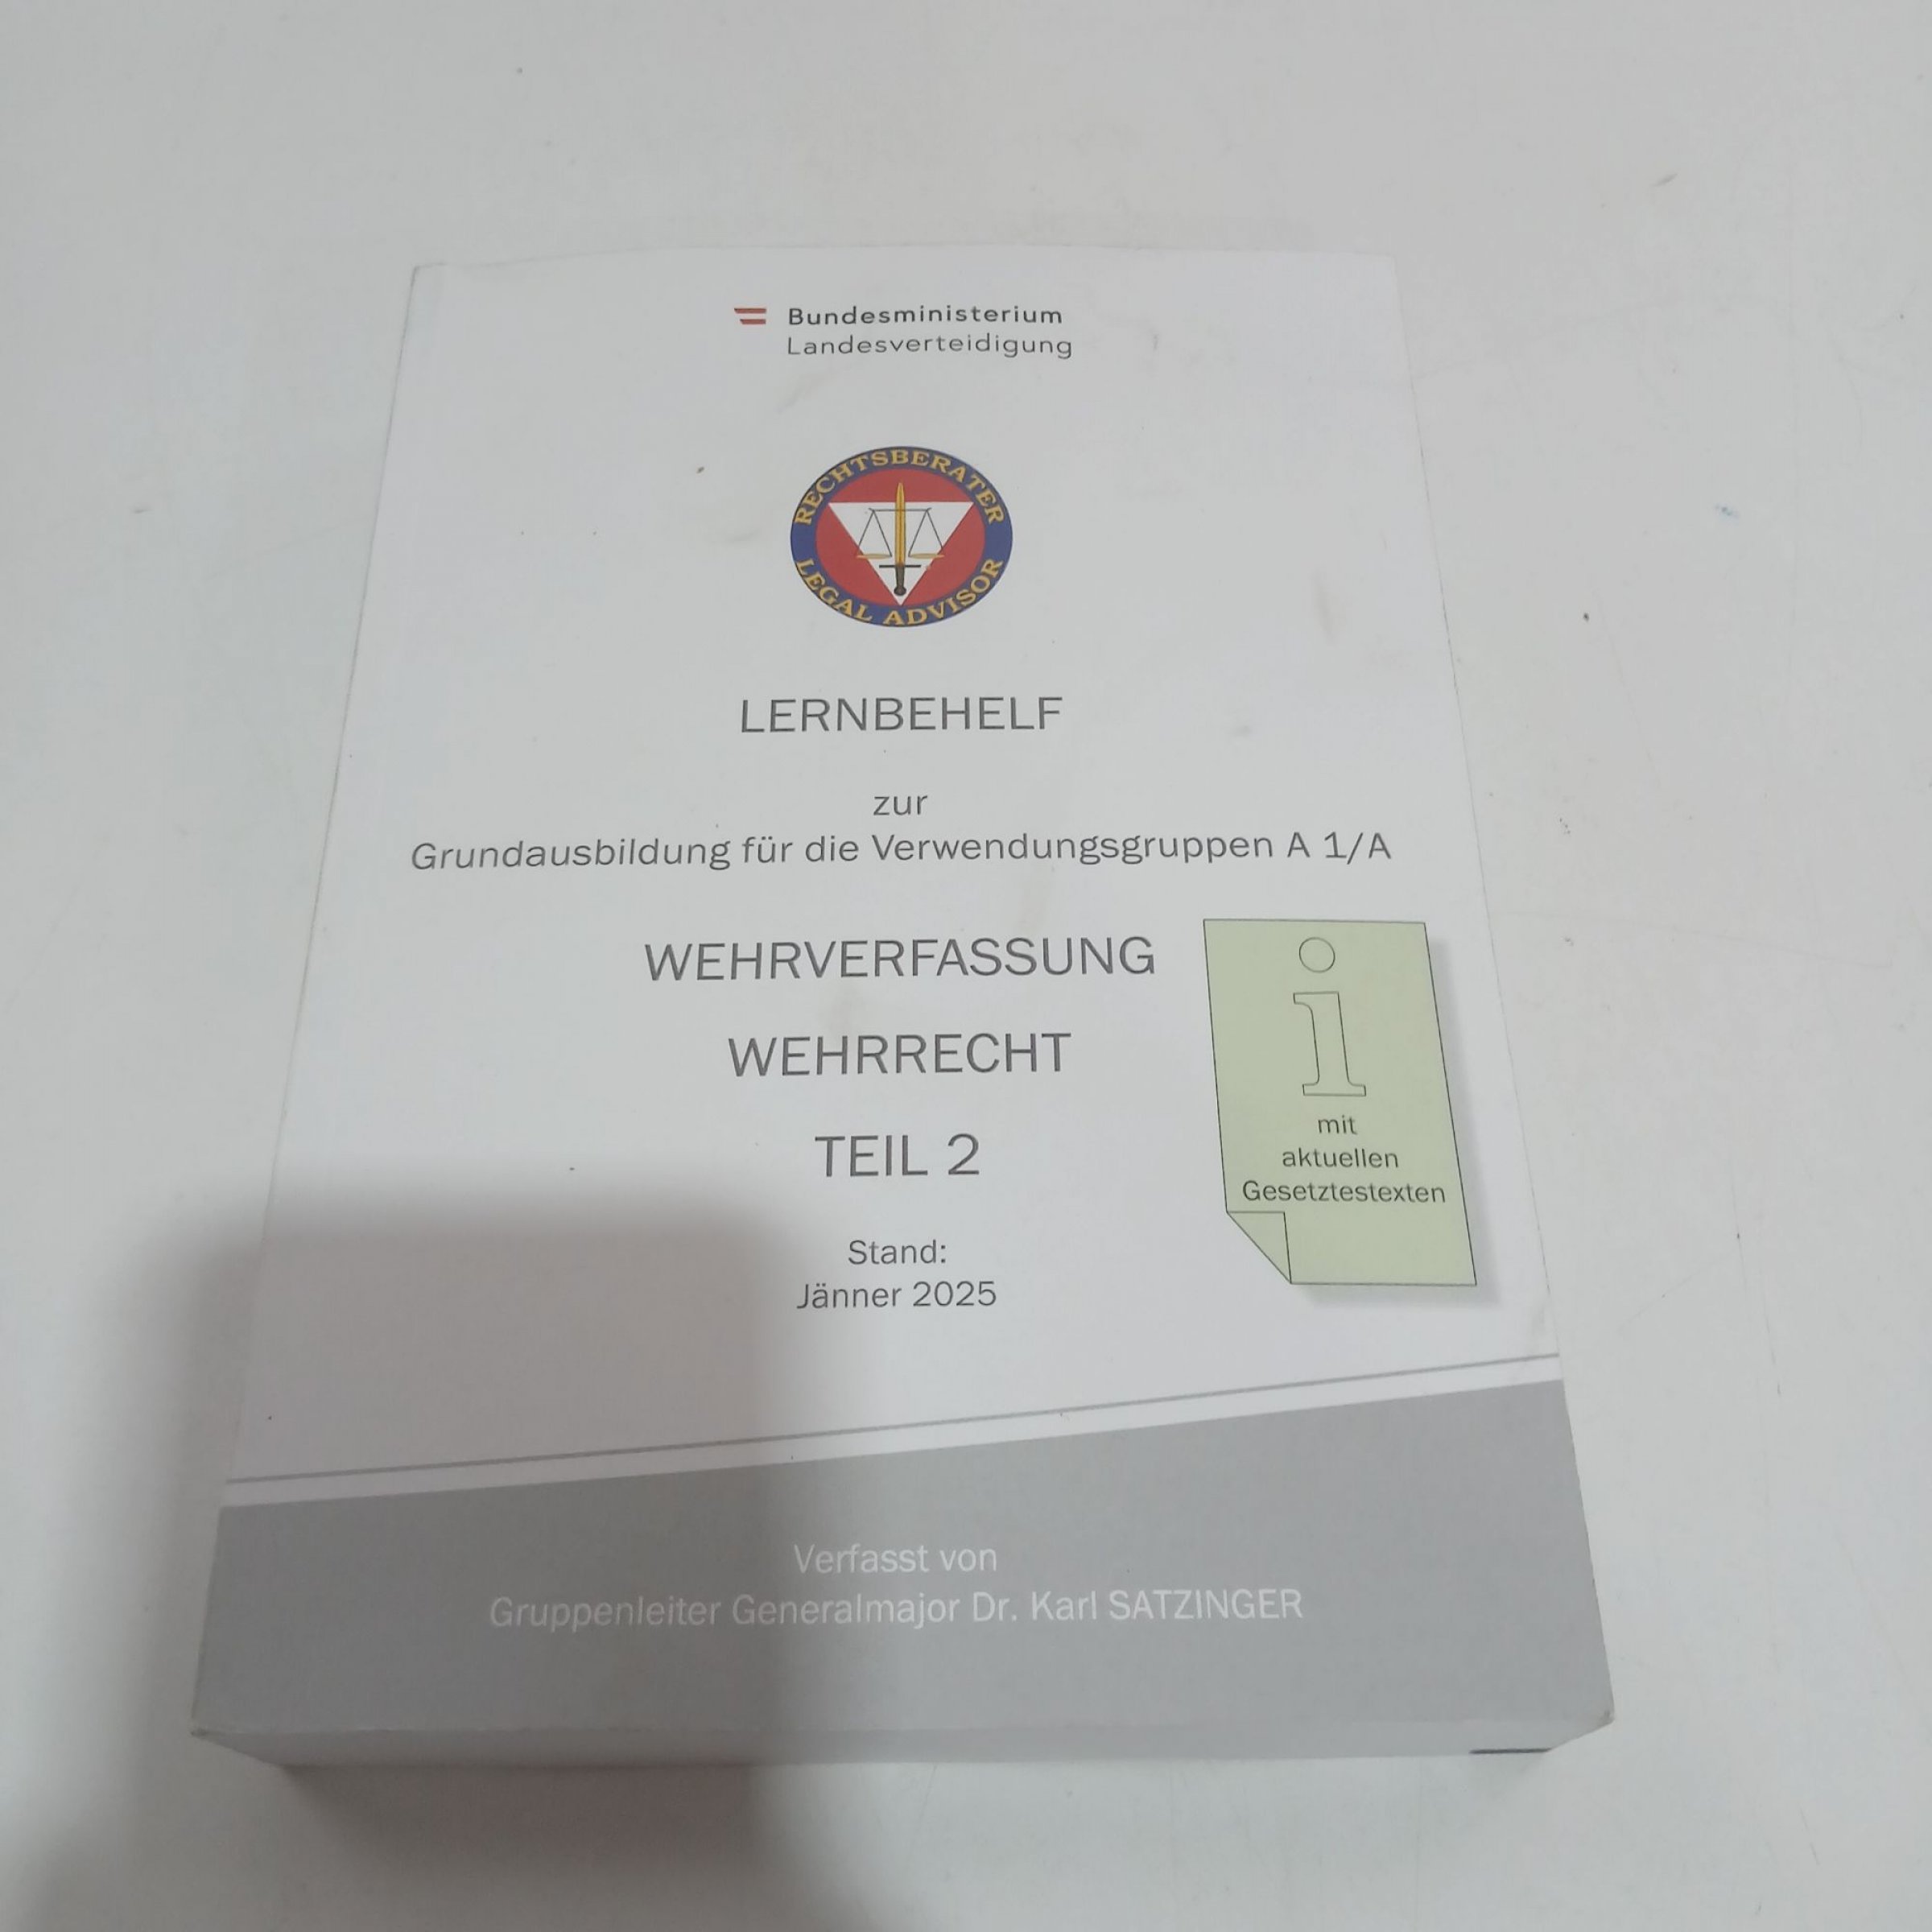 Bundesministerium
Landesverteidigung
RECHTSBERATER
LEGAL ADVISOR
LERNBEHELF
zur
Grundausbildung für die Verwendungsgruppen A 1/A
WEHRVERFASSUNG
WEHRRECHT
TEIL 2
i
mit
aktuellen
Gesetztestexten
Stand:
Jänner 2025
Verfasst von
Gruppenleiter Generalmajor Dr. Karl SATZINGER